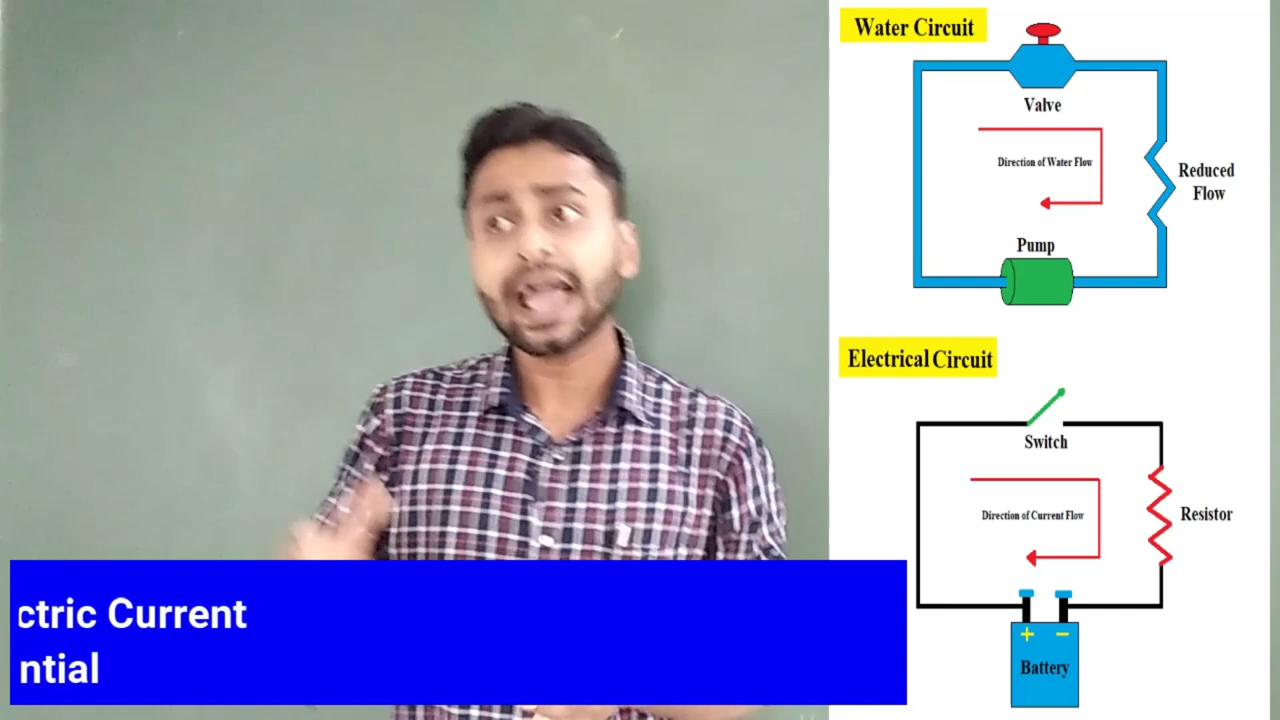 Water Circuit
Valve
Direction of Water Flow
Reduced
Flow
Pump
Electrical Circuit
Switch
Direction of Current Flow
Resistor
+ −
Battery
ctric Current
ntial